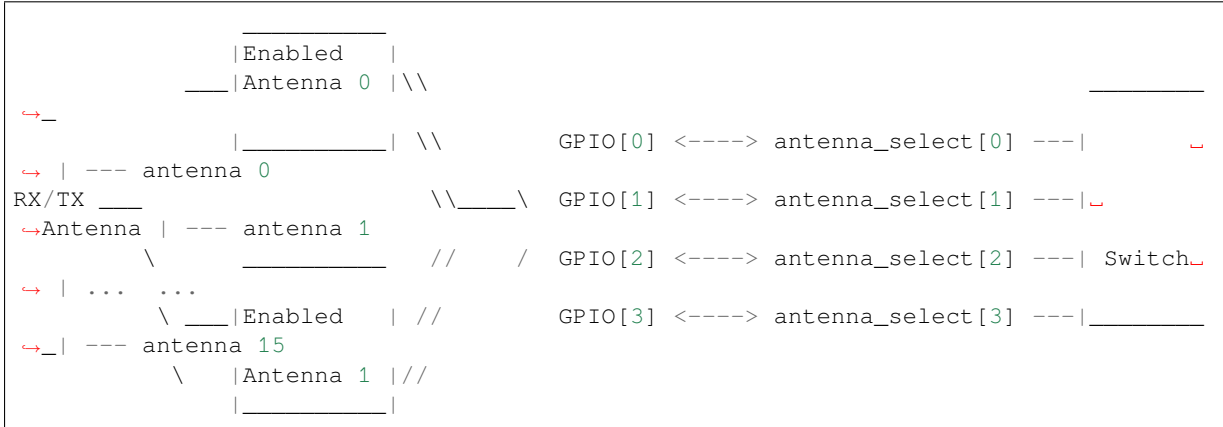 __________
              |Enabled   |
           ___|Antenna 0 |\\                                            ________
↪_
              |__________| \\       GPIO[0] <----> antenna_select[0] ---|       ␣
↪ | --- antenna 0
RX/TX ___                   \\____\  GPIO[1] <----> antenna_select[1] ---|␣
↪Antenna | --- antenna 1
        \      __________   //    /  GPIO[2] <----> antenna_select[2] ---| Switch␣
↪ | ... ...
         \ ___|Enabled   | //        GPIO[3] <----> antenna_select[3] ---|________
↪_| --- antenna 15
          \   |Antenna 1 |//
              |__________|